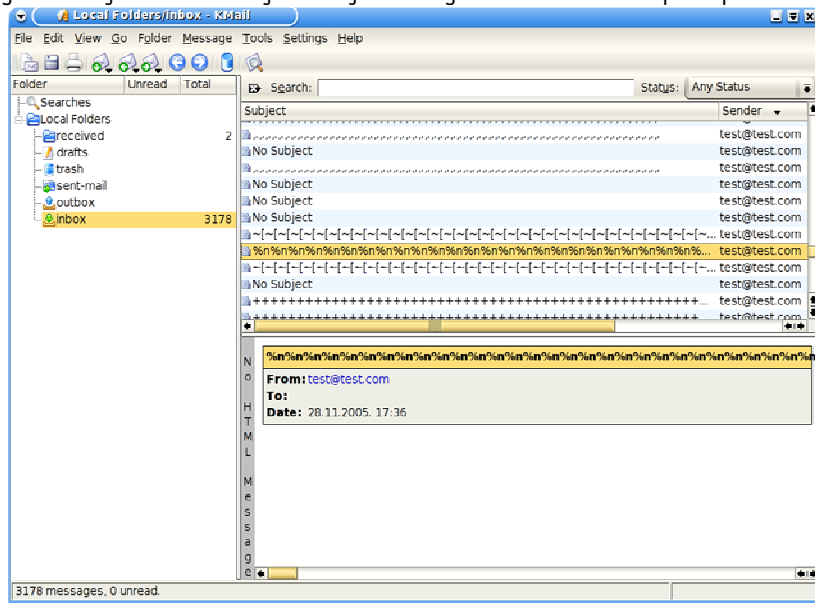 Local Folders/inbox - KMail
File Edit View Go Folder Message Tools Settings Help
Folder Unread Total
Search: Status: Any Status
Searches
Local Folders
received 2
drafts
trash
sent-mail
outbox
inbox 3178
Subject Sender
,,,,,,,,,,,,,,,,,,,,,,,,,,,,,,,,,,,,,,,,,,,,,,,,,,,,,,,,,,,, test@test.com
No Subject test@test.com
,,,,,,,,,,,,,,,,,,,,,,,,,,,,,,,,,,,,,,,,,,,,,,,,,,,,,,,,,,,, test@test.com
No Subject test@test.com
No Subject test@test.com
No Subject test@test.com
~[~[~[~[~[~[~[~[~[~[~[~[~[~[~[~[~[~[~[~[~[~[~[~[~[~... test@test.com
%n%n%n%n%n%n%n%n%n%n%n%n%n%n%n%n%n%n%n%n%n%n%n%n%... test@test.com
~[~[~[~[~[~[~[~[~[~[~[~[~[~[~[~[~[~[~[~[~[~[~[~[~[~... test@test.com
No Subject test@test.com
++++++++++++++++++++++++++++++++++++++++++++++++++... test@test.com
++++++++++++++++++++++++++++++++++++++++++++++++++ test@test.com
No HTML Message
%n%n%n%n%n%n%n%n%n%n%n%n%n%n%n%n%n%n%n%n%n%n%n%n%n%n%n%n%n%n
From: test@test.com
To:
Date: 28.11.2005. 17:36
3178 messages, 0 unread.